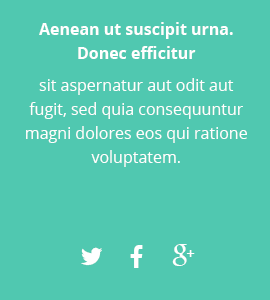 Aenean ut suscipit urna.
Donec efficitur
sit aspernatur aut odit aut
fugit, sed quia consequuntur
magni dolores eos qui ratione
voluptatem.